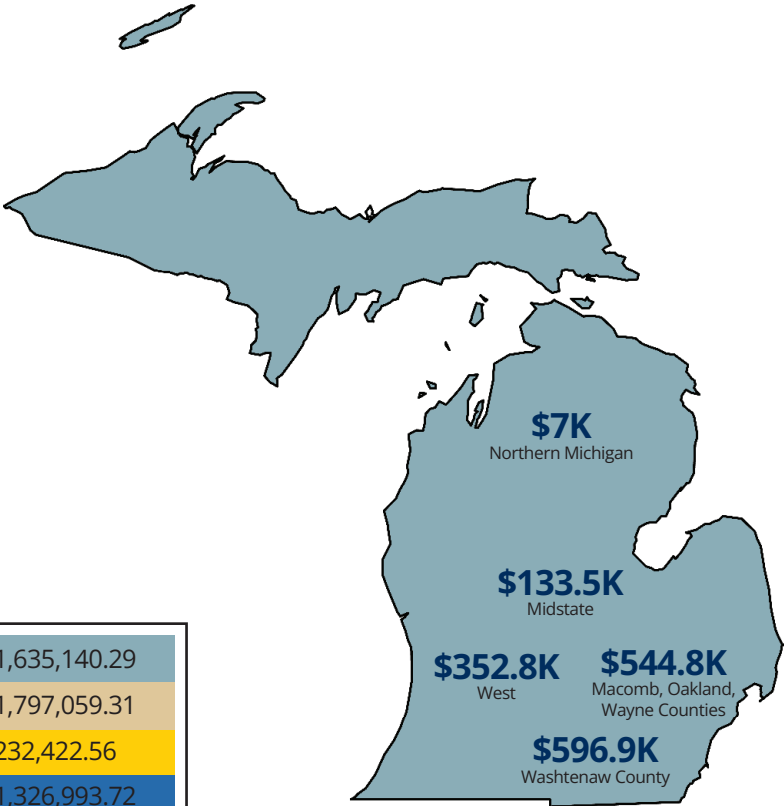 $7K
Northern Michigan
$133.5K
Midstate
$352.8K
West
$544.8K
Macomb, Oakland,
Wayne Counties
$596.9K
Washtenaw County
1,635,140.29
1,797,059.31
232,422.56
1,326,993.72